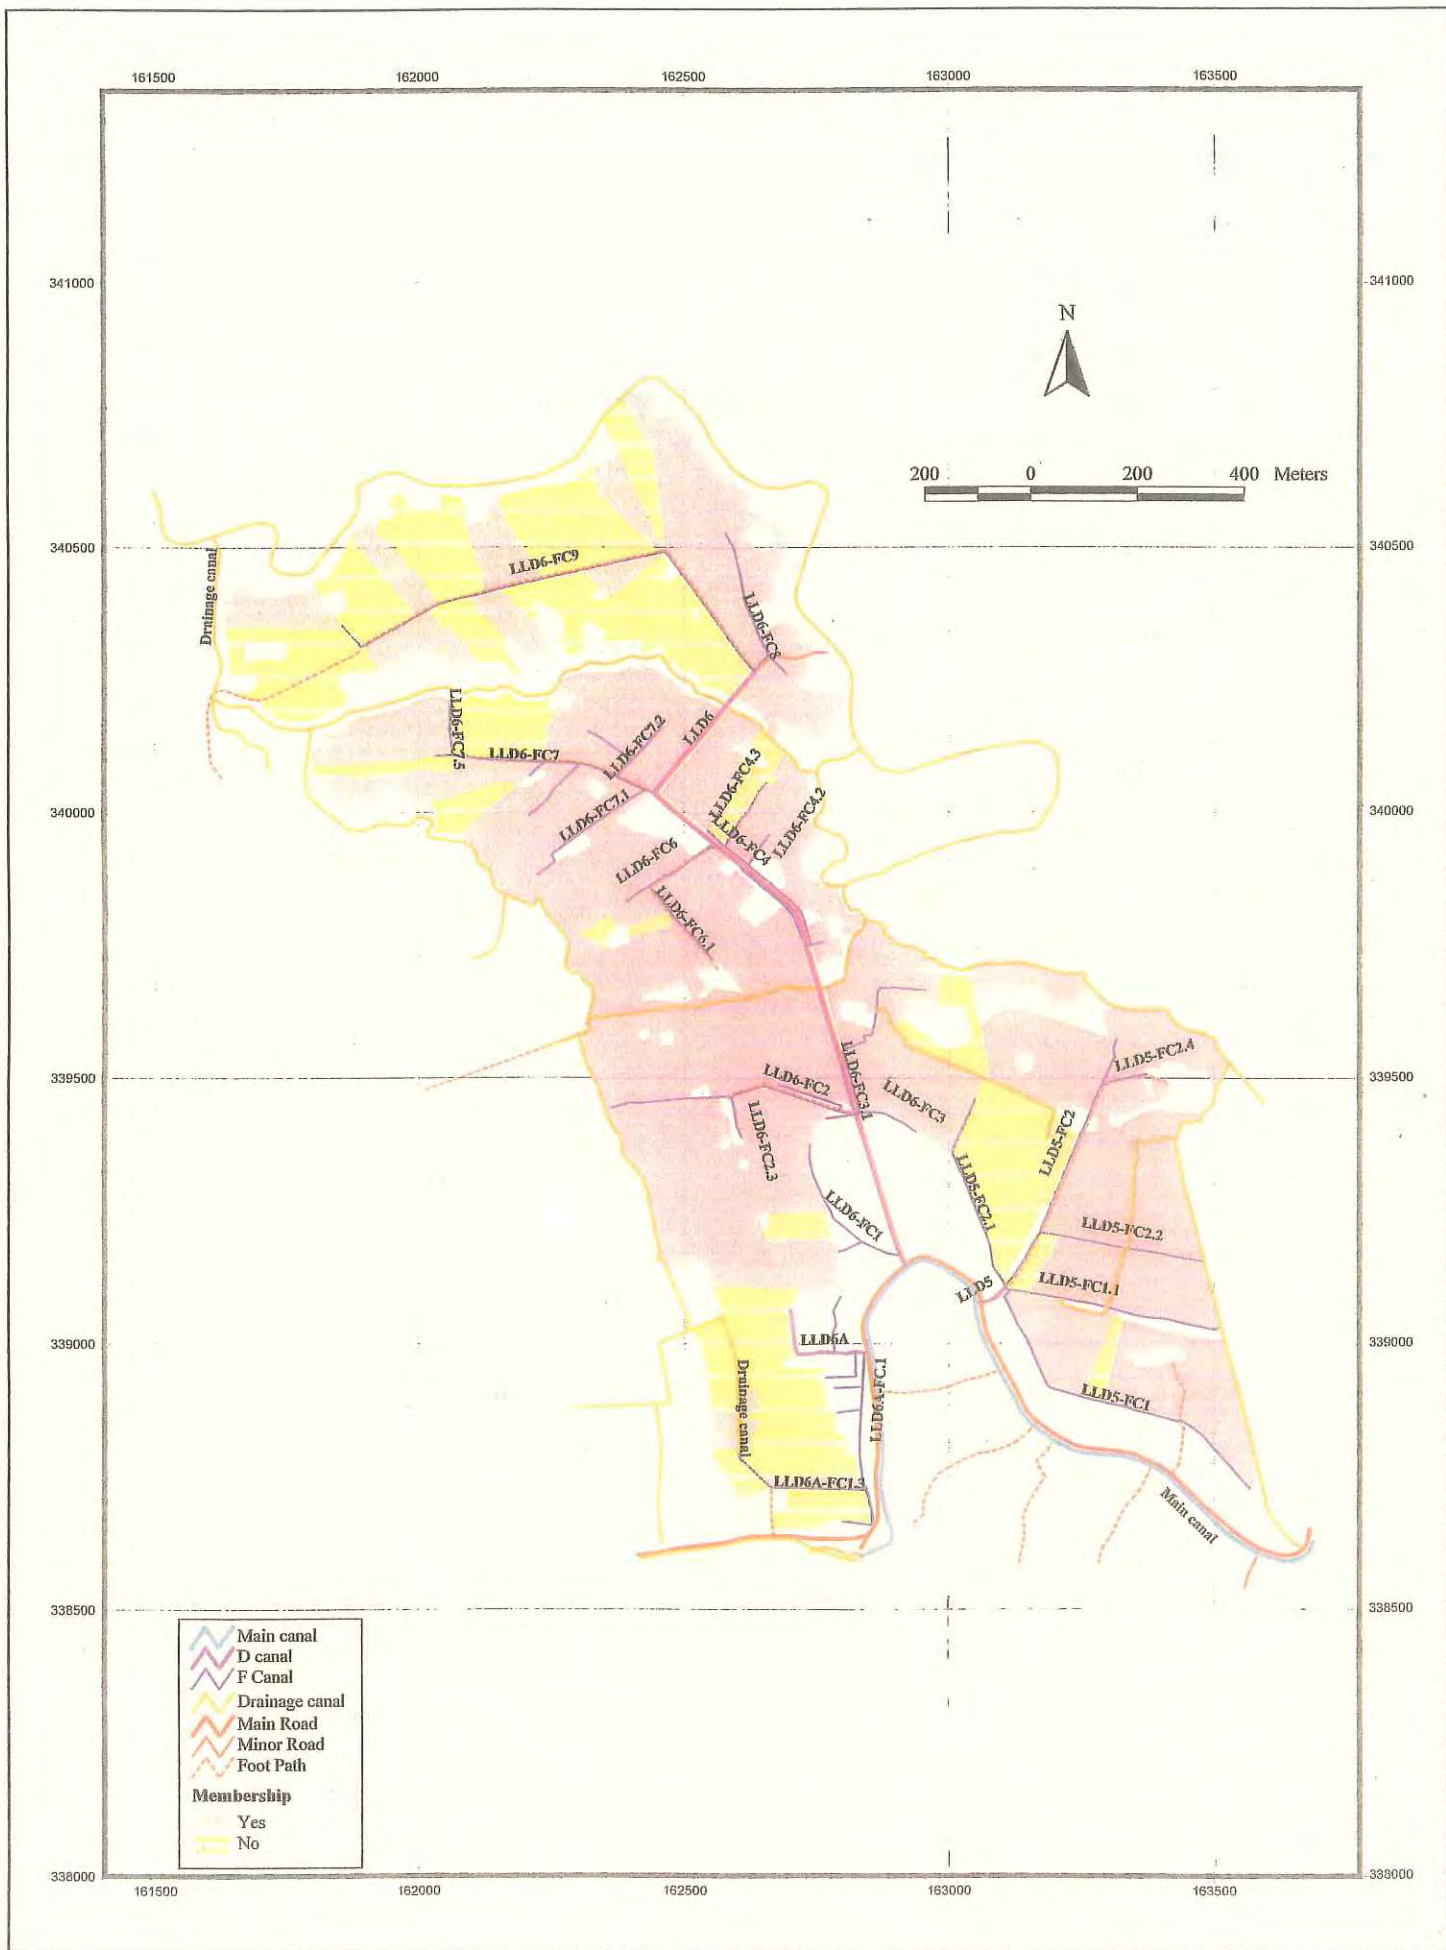 161500 162000 162500 163000 163500
341000 341000
N
200 0 200 400 Meters
340500 340500
LLD6-FC9
Drainage canal
LLD6-FC8
LLD6-FC7.5
LLD6-FC7
LLD6-FC7.2
LLD6
LLD6-FC4.3
LLD6-FC4.2
340000 340000
LLD6-FC7.1
LLD6-FC4
LLD6-FC6
LLD6-FC6.1
339500 339500
LLD6-FC2
LLD6-FC3.1
LLD6-FC3
LLD5-FC2.4
LLD5-FC2
LLD6-FC2.3
LLD5-FC2.1
LLD6-FC1
LLD5-FC2.2
LLD5
LLD5-FC1.1
339000 339000
LLD6A
Drainage canal
LLD6A-FC.1
LLD5-FC1
LLD6A-FC1.3
Main canal
338500 338500
Main canal
D canal
F Canal
Drainage canal
Main Road
Minor Road
Foot Path
Membership
Yes
No
338000 338000
161500 162000 162500 163000 163500